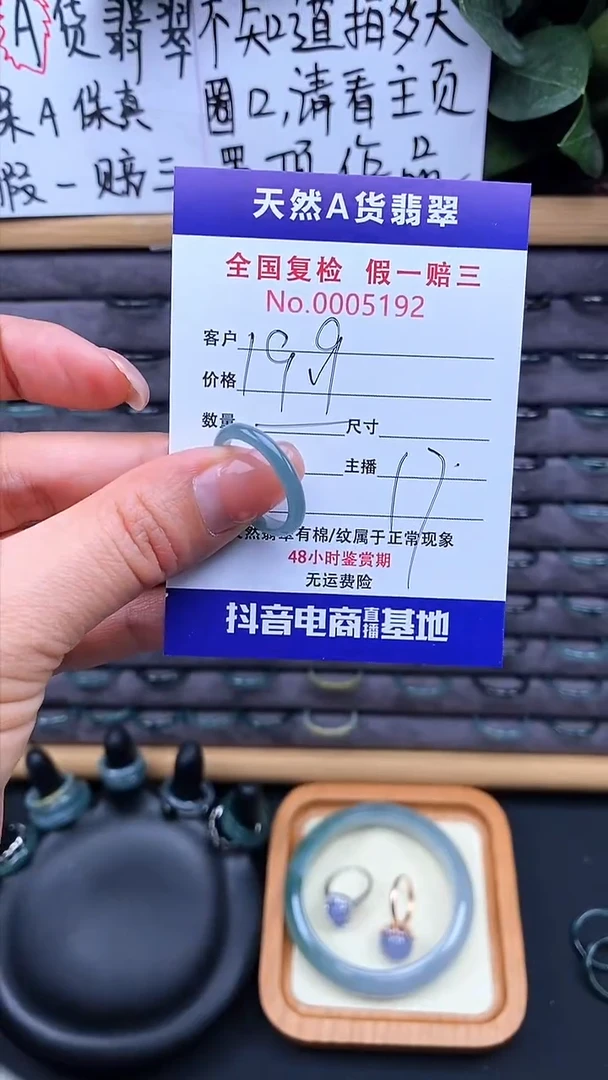 A货翡翠
保A保真
假一赔三
不知道指多大
圈口,请看主页
置顶作品
天然A货翡翠
全国复检 假一赔三
No.0005192
客户
199
价格
数量 尺寸
主播 17.
然翡翠有棉/纹属于正常现象
48小时鉴赏期
无运费险
抖音电商直播基地